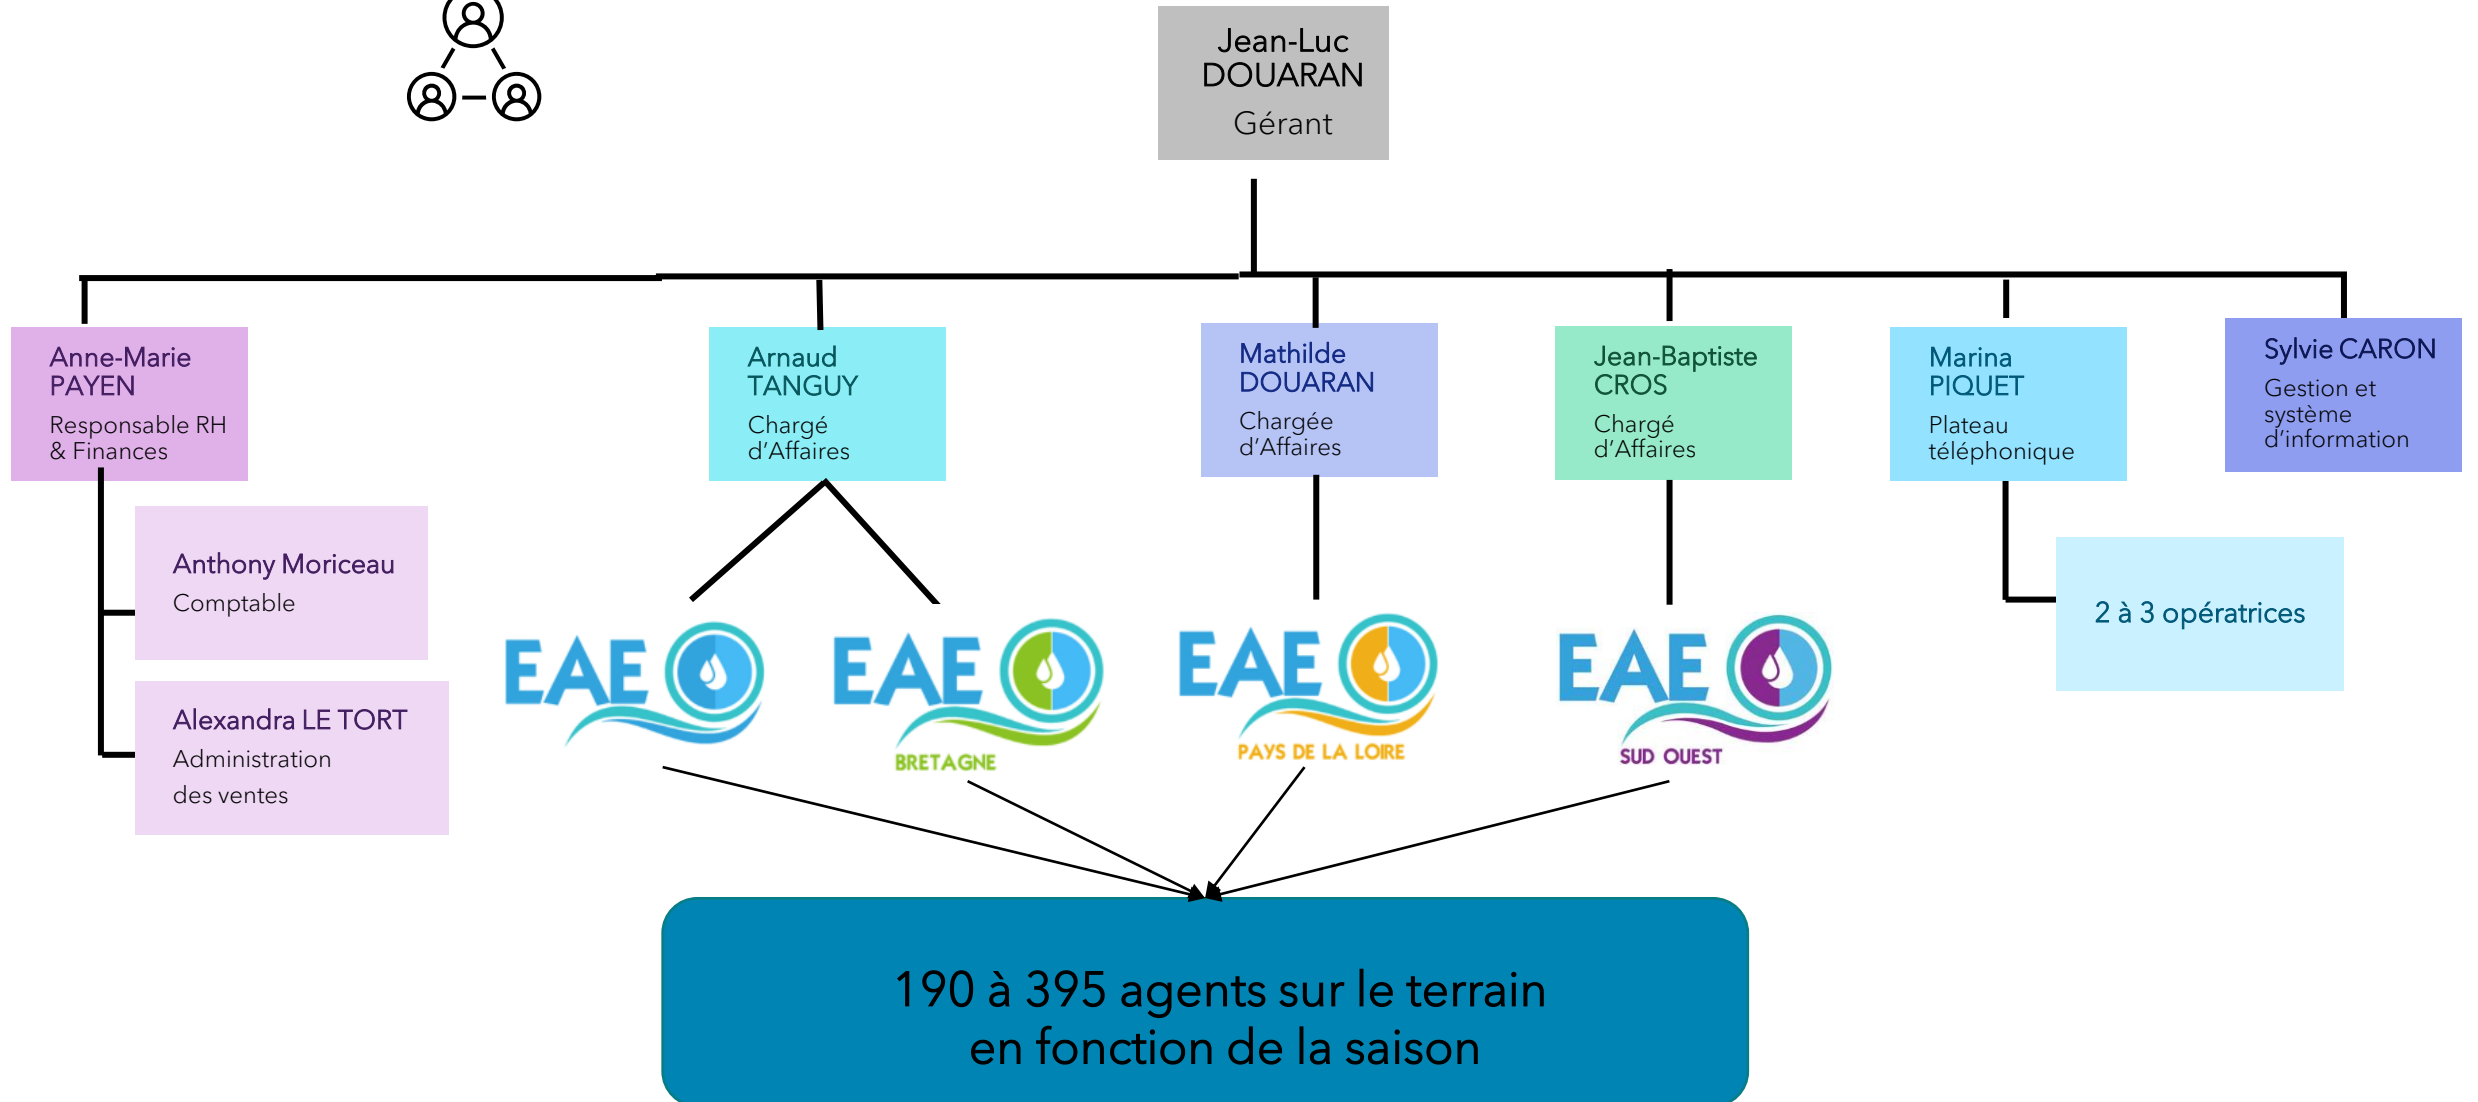 Jean-Luc
DOUARAN
Gérant
Anne-Marie
PAYEN
Responsable RH
& Finances
Arnaud
TANGUY
Chargé
d’Affaires
Mathilde
DOUARAN
Chargée
d’Affaires
Jean-Baptiste
CROS
Chargé
d’Affaires
Marina
PIQUET
Plateau
téléphonique
Sylvie CARON
Gestion et
système
d’information
Anthony Moriceau
Comptable
Alexandra LE TORT
Administration
des ventes
EAE
EAE
BRETAGNE
EAE
PAYS DE LA LOIRE
EAE
SUD OUEST
2 à 3 opératrices
190 à 395 agents sur le terrain
en fonction de la saison